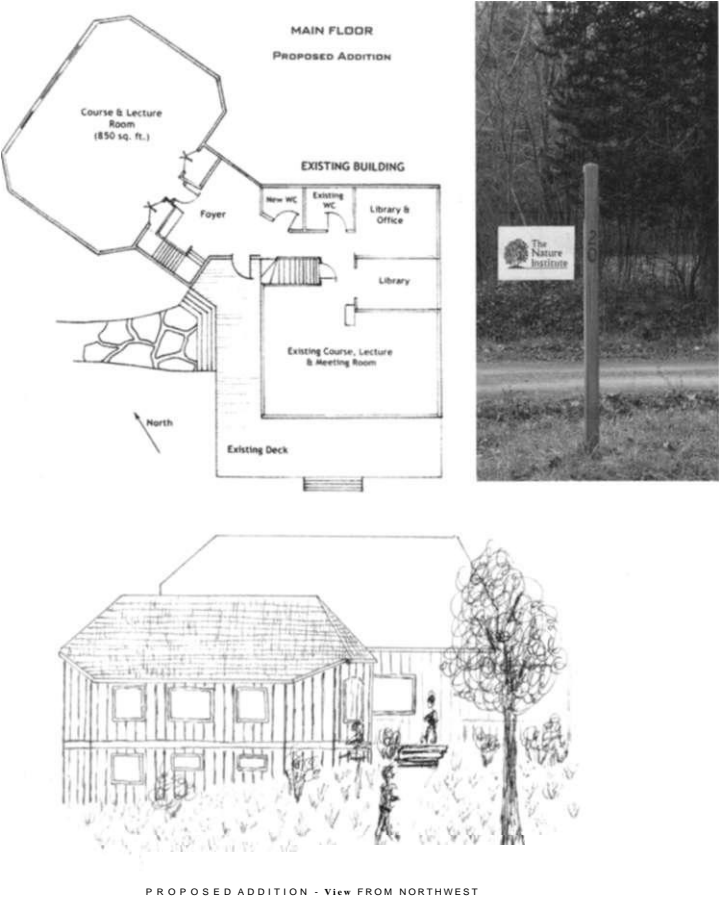 MAIN FLOOR
PROPOSED ADDITION
Course & Lecture
Room
(850 sq. ft.)
EXISTING BUILDING
New WC
Existing
WC
Library &
Office
Foyer
Library
Existing Course, Lecture
& Meeting Room
North
Existing Deck
The
Nature
Institute
PROPOSED ADDITION - View FROM NORTHWEST